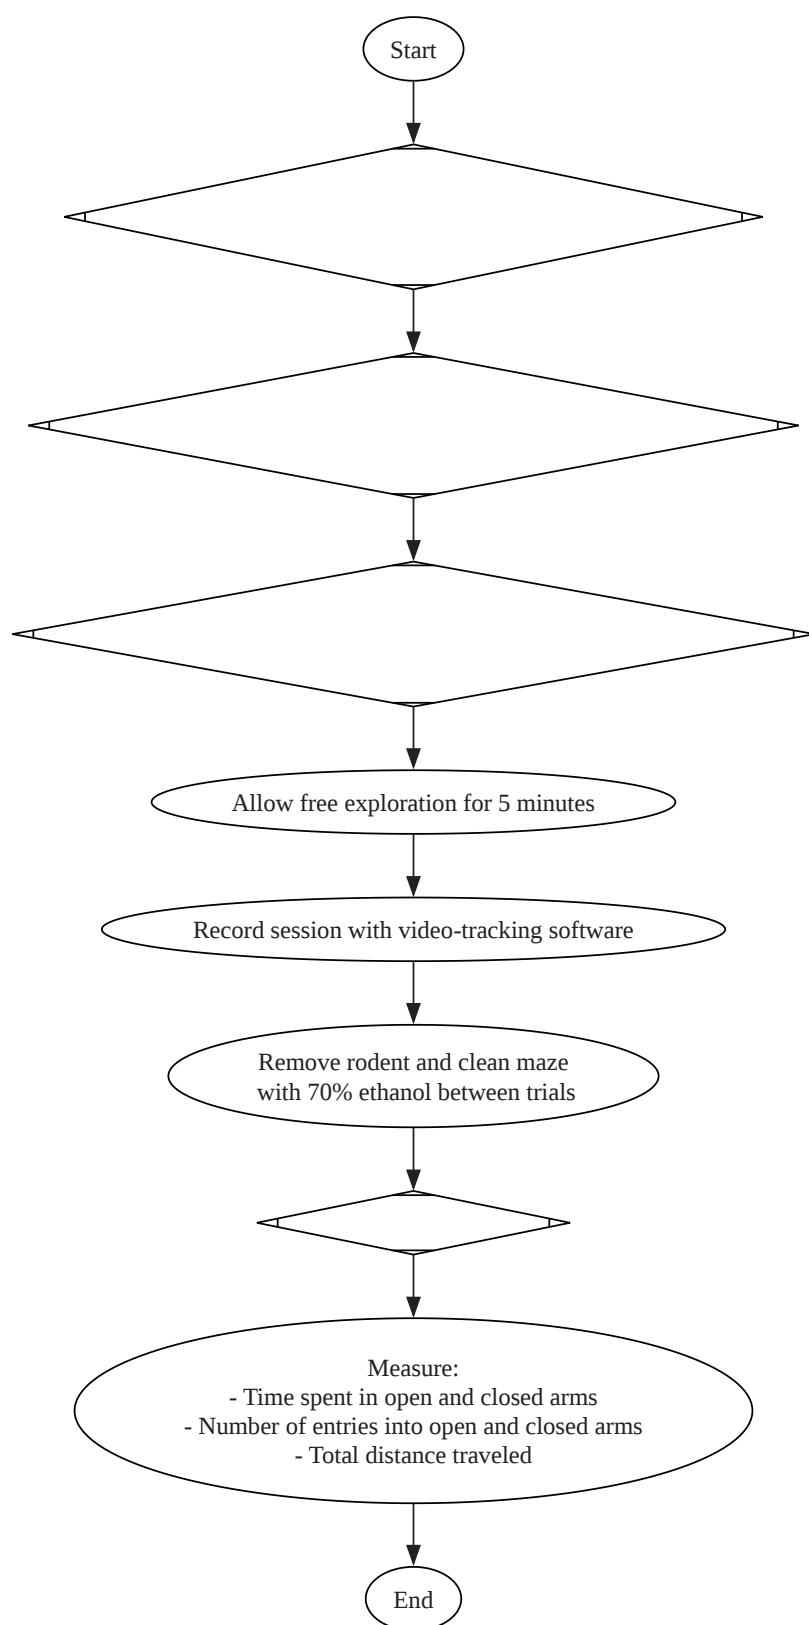 Start
Allow free exploration for 5 minutes
Record session with video-tracking software
Remove rodent and clean maze
with 70% ethanol between trials
Measure:
- Time spent in open and closed arms
- Number of entries into open and closed arms
- Total distance traveled
End